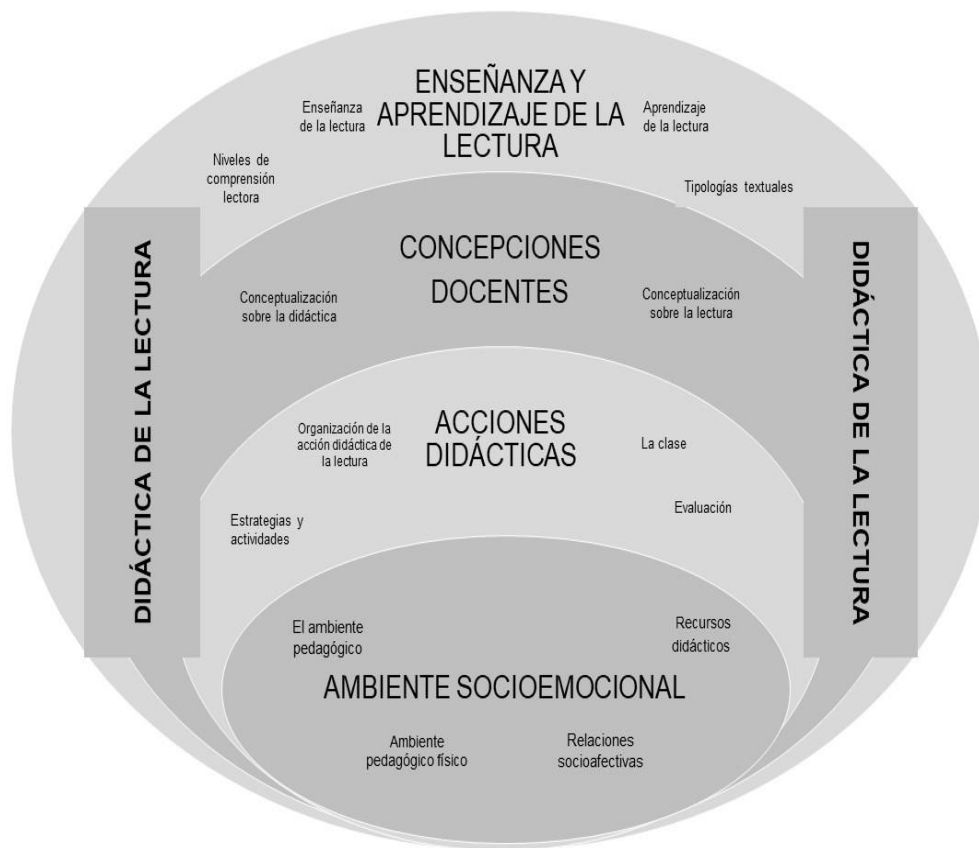 ENSEÑANZA Y
APRENDIZAJE DE LA
LECTURA
Enseñanza
de la lectura
Aprendizaje
de la lectura
Niveles de
comprensión
lectora
Tipologías textuales
CONCEPCIONES
DOCENTES
Conceptualización
sobre la didáctica
Conceptualización
sobre la lectura
DIDÁCTICA DE LA LECTURA
DIDÁCTICA DE LA LECTURA
ACCIONES
DIDÁCTICAS
Organización de la
acción didáctica de
la lectura
La clase
Estrategias y
actividades
Evaluación
El ambiente
pedagógico
Recursos
didácticos
AMBIENTE SOCIOEMOCIONAL
Ambiente
pedagógico físico
Relaciones
socioafectivas